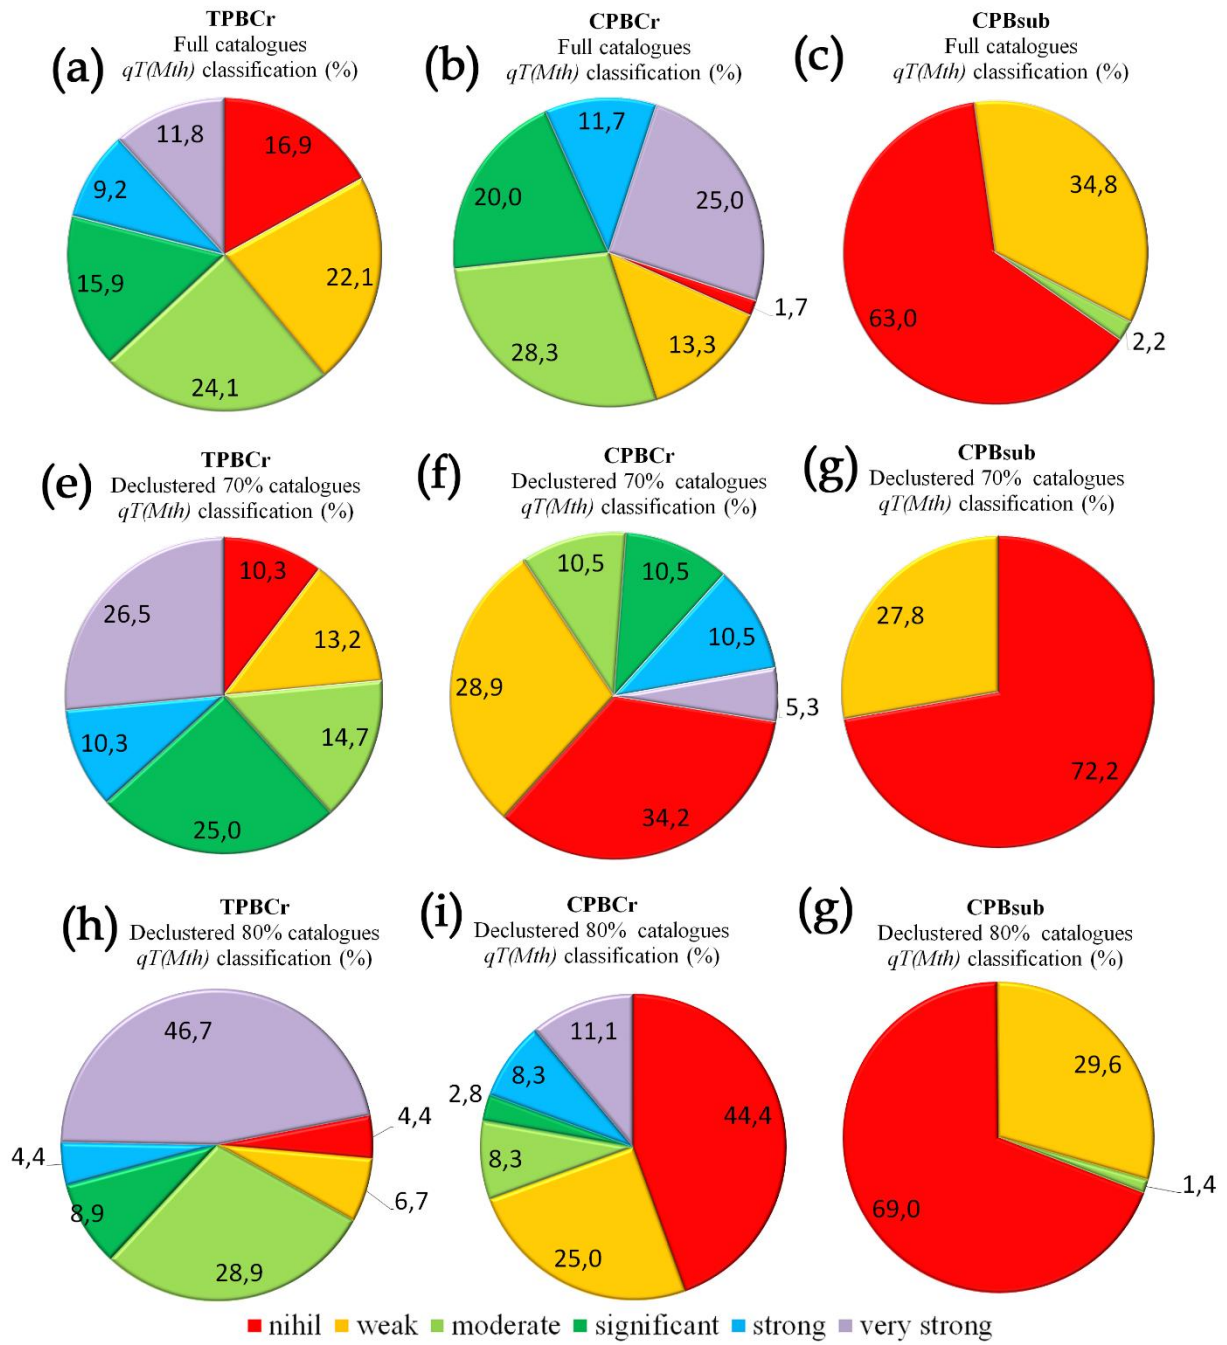 TPBCr
(a) Full catalogues
qT(Mth) classification (%)
11,8
16,9
9,2
22,1
15,9
24,1
CPBCr
(b) Full catalogues
qT(Mth) classification (%)
11,7
20,0
25,0
1,7
13,3
28,3
CPBsub
(c) Full catalogues
qT(Mth) classification (%)
34,8
63,0
2,2
TPBCr
(e) Declustered 70% catalogues
qT(Mth) classification (%)
10,3
26,5
13,2
14,7
10,3
25,0
CPBCr
(f) Declustered 70% catalogues
qT(Mth) classification (%)
10,5
10,5
10,5
28,9
5,3
34,2
CPBsub
(g) Declustered 70% catalogues
qT(Mth) classification (%)
27,8
72,2
TPBCr
(h) Declustered 80% catalogues
qT(Mth) classification (%)
46,7
4,4
4,4
6,7
8,9
28,9
CPBCr
(i) Declustered 80% catalogues
qT(Mth) classification (%)
11,1
8,3
2,8
44,4
8,3
25,0
CPBsub
(g) Declustered 80% catalogues
qT(Mth) classification (%)
29,6
1,4
69,0
nihil weak moderate significant strong very strong